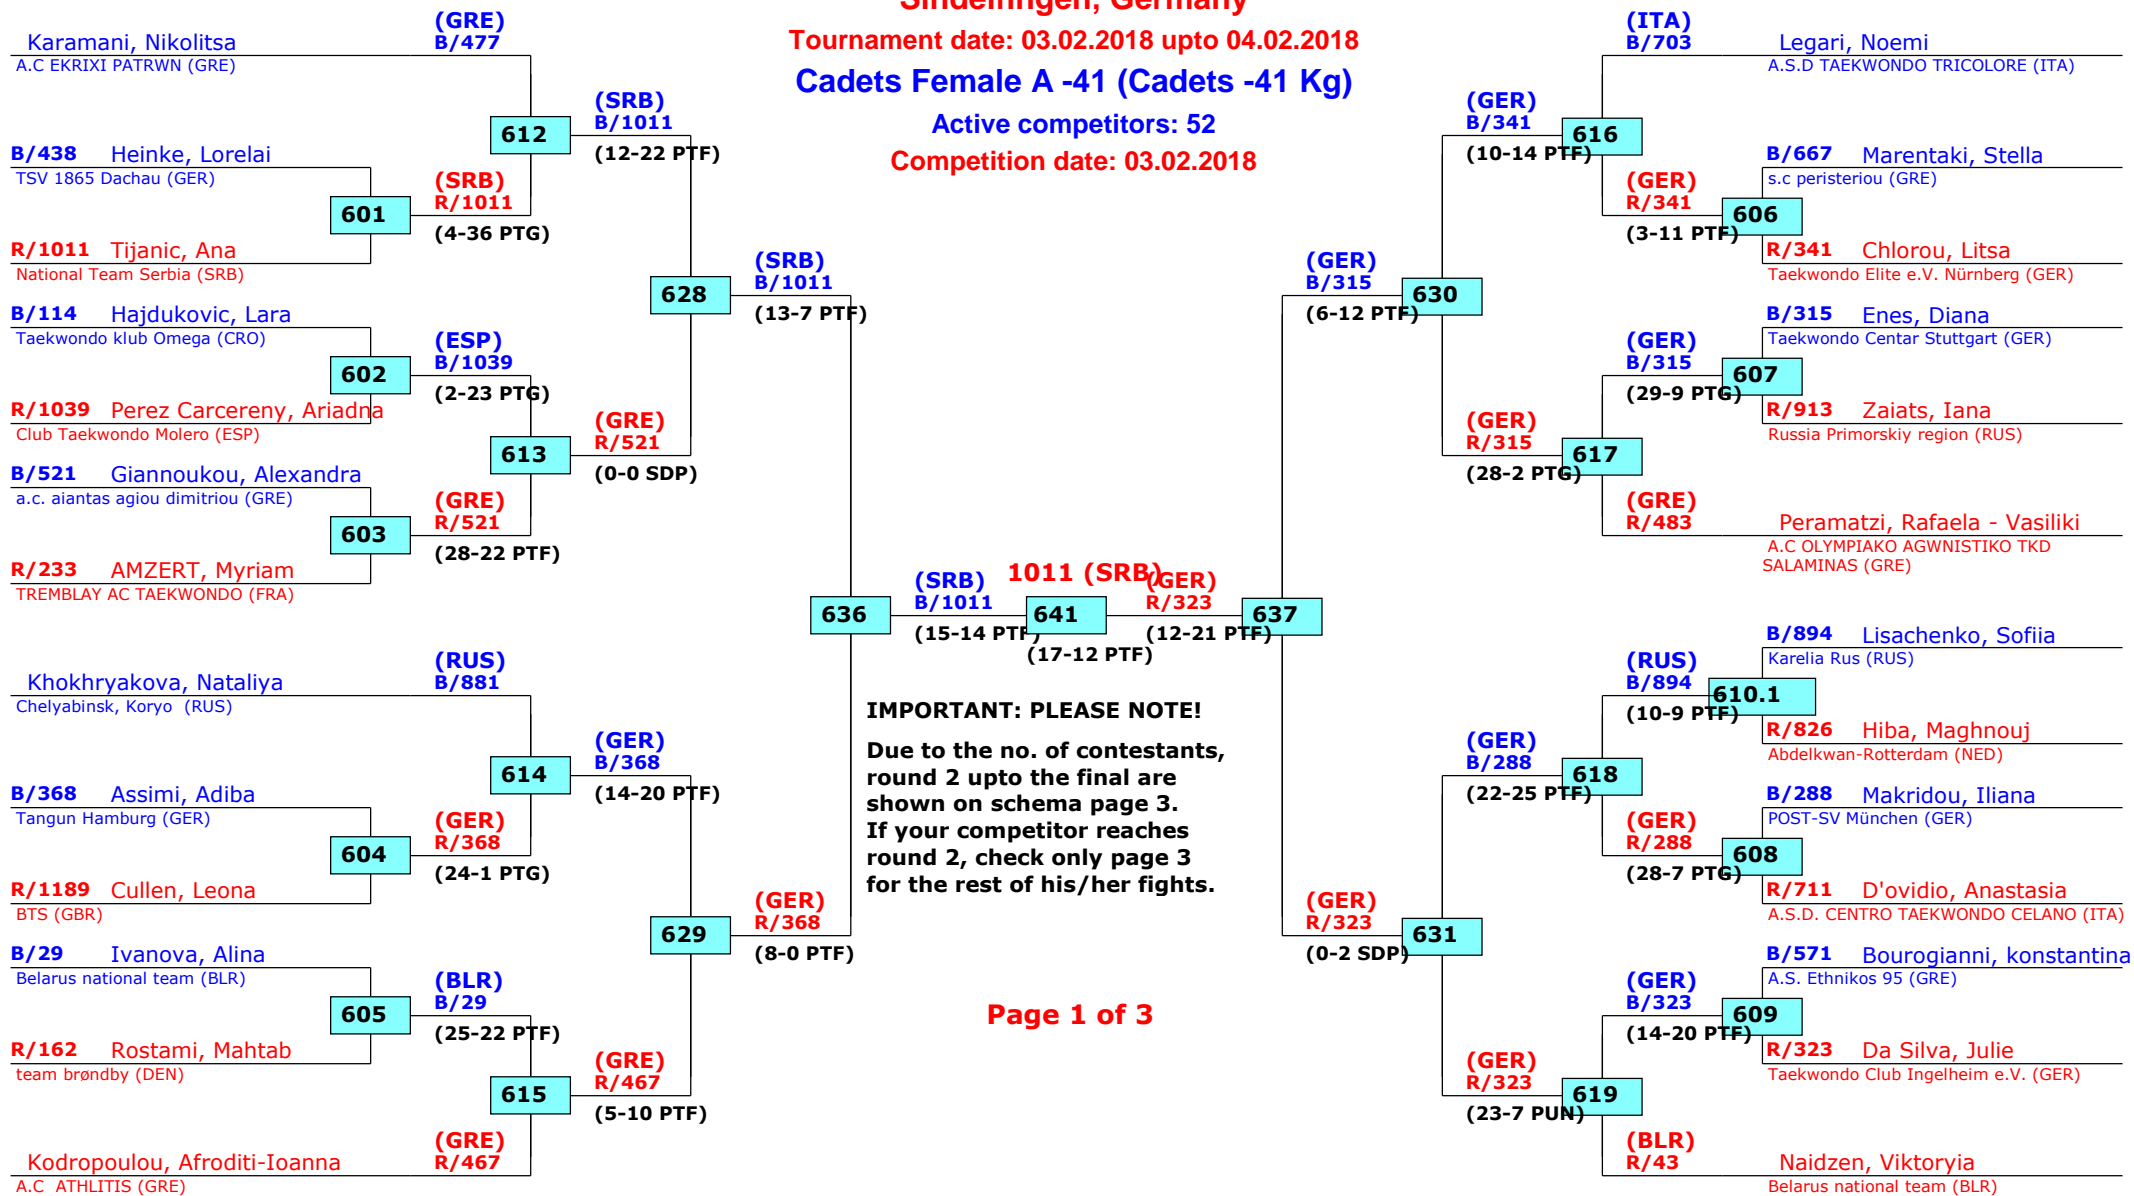 Sindelfingen, Germany
Tournament date: 03.02.2018 upto 04.02.2018
Cadets Female A -41 (Cadets -41 Kg)
Active competitors: 52
Competition date: 03.02.2018
Karamani, Nikolitsa
A.C EKRIXI PATRWN (GRE)
(GRE)
B/477
B/438 Heinke, Lorelai
TSV 1865 Dachau (GER)
601
R/1011 Tijanic, Ana
National Team Serbia (SRB)
(SRB)
R/1011
(4-36 PTG)
612
(SRB)
B/1011
(12-22 PTF)
B/114 Hajdukovic, Lara
Taekwondo klub Omega (CRO)
602
R/1039 Perez Carcereny, Ariadna
Club Taekwondo Molero (ESP)
(ESP)
B/1039
(2-23 PTG)
B/521 Giannoukou, Alexandra
a.c. aiantas agiou dimitriou (GRE)
603
R/233 AMZERT, Myriam
TREMBLAY AC TAEKWONDO (FRA)
(GRE)
R/521
(28-22 PTF)
613
(GRE)
R/521
(0-0 SDP)
628
(SRB)
B/1011
(13-7 PTF)
Khokhryakova, Nataliya
Chelyabinsk, Koryo (RUS)
(RUS)
B/881
B/368 Assimi, Adiba
Tangun Hamburg (GER)
604
R/1189 Cullen, Leona
BTS (GBR)
(GER)
R/368
(24-1 PTG)
614
(GER)
B/368
(14-20 PTF)
B/29 Ivanova, Alina
Belarus national team (BLR)
605
R/162 Rostami, Mahtab
team brøndby (DEN)
(BLR)
B/29
(25-22 PTF)
615
(GRE)
R/467
(5-10 PTF)
Kodropoulou, Afroditi-Ioanna
A.C ATHLITIS (GRE)
(GRE)
R/467
629
(GER)
R/368
(8-0 PTF)
636
(SRB)
B/1011
(15-14 PTF)
1011 (SRB)
641
(17-12 PTF)
(GER)
R/323
(12-21 PTF)
637
IMPORTANT: PLEASE NOTE!
Due to the no. of contestants,
round 2 upto the final are
shown on schema page 3.
If your competitor reaches
round 2, check only page 3
for the rest of his/her fights.
Page 1 of 3
(ITA)
B/703
Legari, Noemi
A.S.D TAEKWONDO TRICOLORE (ITA)
(GER)
B/341
(10-14 PTF)
616
B/667 Marentaki, Stella
s.c peristeriou (GRE)
(GER)
R/341
(3-11 PTF)
606
R/341 Chlorou, Litsa
Taekwondo Elite e.V. Nürnberg (GER)
(GER)
B/315
(6-12 PTF)
630
B/315 Enes, Diana
Taekwondo Centar Stuttgart (GER)
(GER)
B/315
(29-9 PTG)
607
R/913 Zaiats, Iana
Russia Primorskiy region (RUS)
(GER)
R/315
(28-2 PTG)
617
(GRE)
R/483
Peramatzi, Rafaela - Vasiliki
A.C OLYMPIAKO AGWNISTIKO TKD
SALAMINAS (GRE)
B/894 Lisachenko, Sofiia
Karelia Rus (RUS)
(RUS)
B/894
(10-9 PTF)
610.1
R/826 Hiba, Maghnouj
Abdelkwan-Rotterdam (NED)
(GER)
B/288
(22-25 PTF)
618
B/288 Makridou, Iliana
POST-SV München (GER)
(GER)
R/288
(28-7 PTG)
608
R/711 D'ovidio, Anastasia
A.S.D. CENTRO TAEKWONDO CELANO (ITA)
(GER)
R/323
(0-2 SDP)
631
B/571 Bourogianni, konstantina
A.S. Ethnikos 95 (GRE)
(GER)
B/323
(14-20 PTF)
609
R/323 Da Silva, Julie
Taekwondo Club Ingelheim e.V. (GER)
(GER)
R/323
(23-7 PUN)
619
(BLR)
R/43
Naidzen, Viktoryia
Belarus national team (BLR)